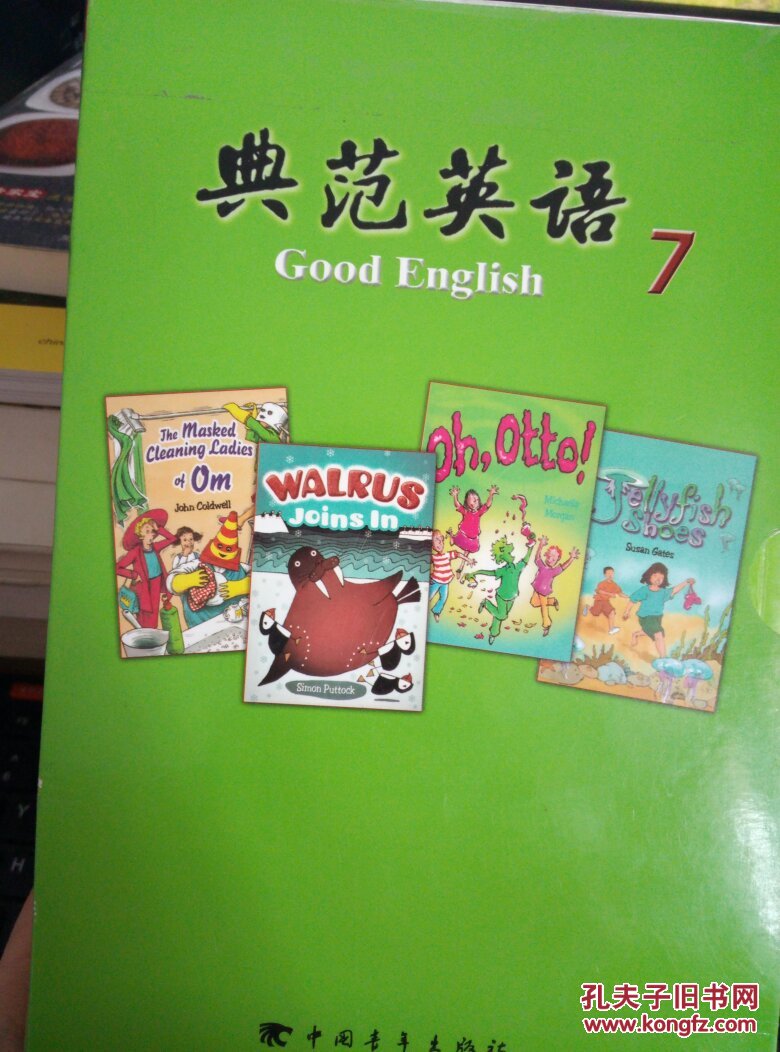 典范英语 7
Good English
The Masked
Cleaning Ladies
of Om
John Coldwell
WALRUS
Joins In
Simon Puttock
Oh, Otto!
Michaela
Morgan
Jellyfish
Shoes
Susan Gates
中国青年出版社
孔夫子旧书网
www.kongfz.com
Y
H